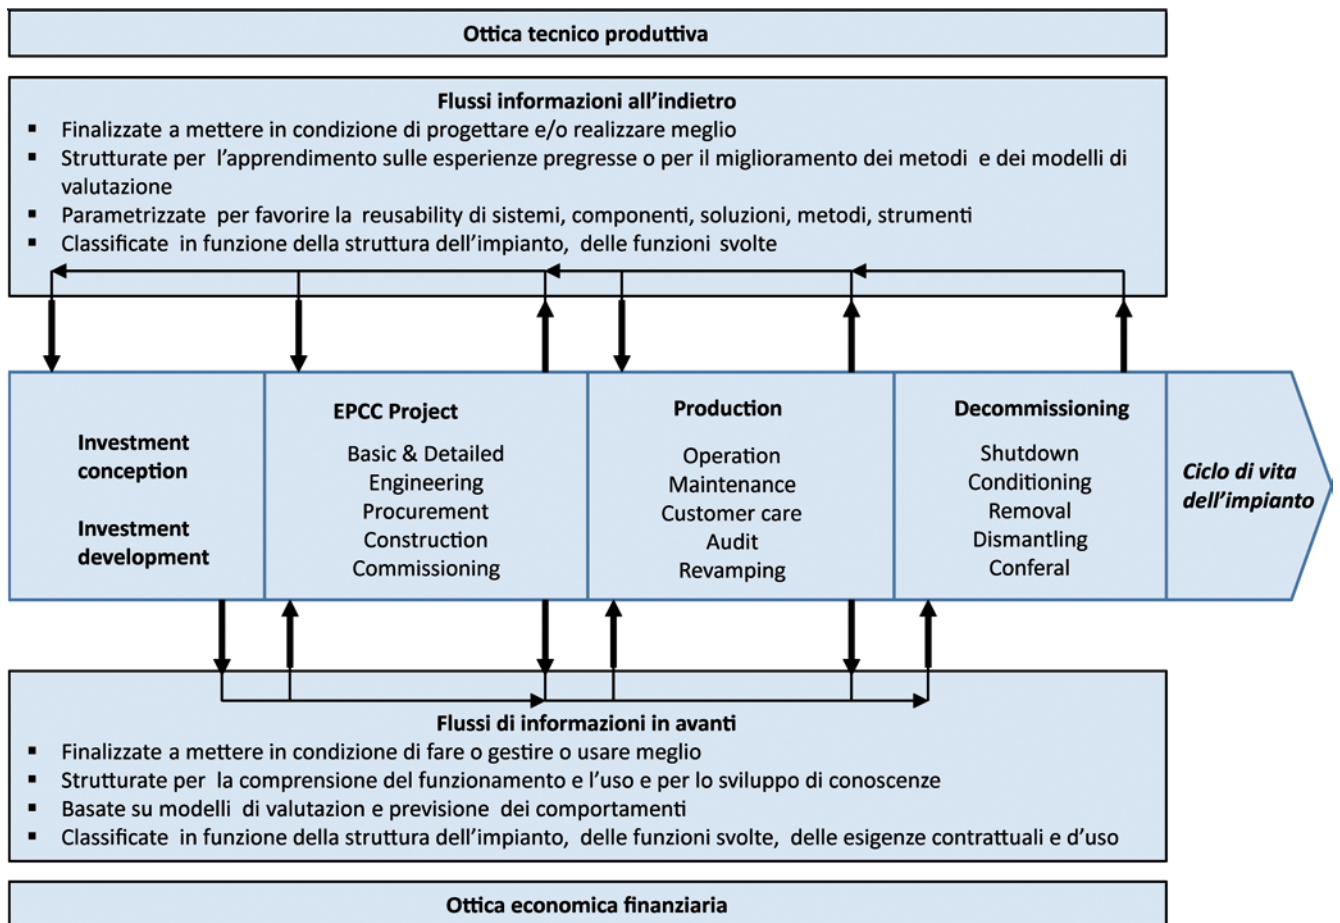 Ottica tecnico produttiva
Flussi informazioni all'indietro
▪ Finalizzate a mettere in condizione di progettare e/o realizzare meglio
▪ Strutturate per l'apprendimento sulle esperienze pregresse o per il miglioramento dei metodi e dei modelli di
valutazione
▪ Parametrizzate per favorire la reusability di sistemi, componenti, soluzioni, metodi, strumenti
▪ Classificate in funzione della struttura dell'impianto, delle funzioni svolte
Investment
conception
Investment
development
EPCC Project
Basic & Detailed
Engineering
Procurement
Construction
Commissioning
Production
Operation
Maintenance
Customer care
Audit
Revamping
Decommissioning
Shutdown
Conditioning
Removal
Dismantling
Conferal
Ciclo di vita
dell'impianto
Flussi di informazioni in avanti
▪ Finalizzate a mettere in condizione di fare o gestire o usare meglio
▪ Strutturate per la comprensione del funzionamento e l'uso e per lo sviluppo di conoscenze
▪ Basate su modelli di valutazion e previsione dei comportamenti
▪ Classificate in funzione della struttura dell'impianto, delle funzioni svolte, delle esigenze contrattuali e d'uso
Ottica economica finanziaria